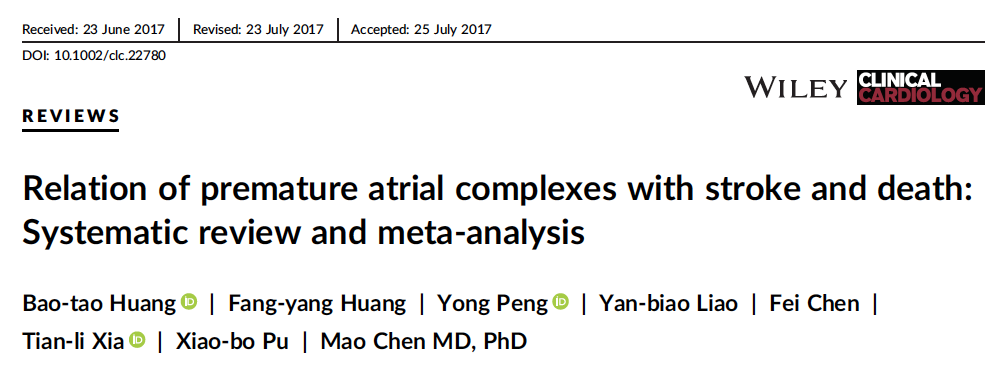 Received: 23 June 2017 | Revised: 23 July 2017 | Accepted: 25 July 2017
DOI: 10.1002/clc.22780
WILEY CLINICAL
CARDIOLOGY
REVIEWS
Relation of premature atrial complexes with stroke and death:
Systematic review and meta-analysis
Bao-tao Huang iD | Fang-yang Huang | Yong Peng iD | Yan-biao Liao | Fei Chen |
Tian-li Xia iD | Xiao-bo Pu | Mao Chen MD, PhD